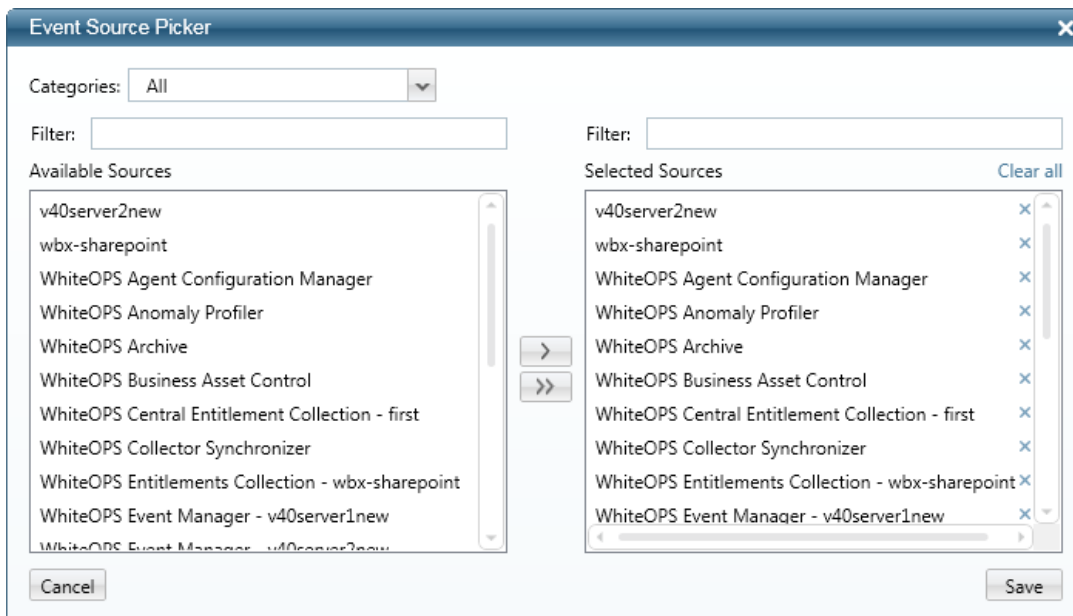 Event Source Picker
Categories: All
Filter:
Available Sources
v40server2new
wbx-sharepoint
WhiteOPS Agent Configuration Manager
WhiteOPS Anomaly Profiler
WhiteOPS Archive
WhiteOPS Business Asset Control
WhiteOPS Central Entitlement Collection - first
WhiteOPS Collector Synchronizer
WhiteOPS Entitlements Collection - wbx-sharepoint
WhiteOPS Event Manager - v40server1new
WhiteOPS Event Manager - v40server2new
Filter:
Selected Sources Clear all
v40server2new
wbx-sharepoint
WhiteOPS Agent Configuration Manager
WhiteOPS Anomaly Profiler
WhiteOPS Archive
WhiteOPS Business Asset Control
WhiteOPS Central Entitlement Collection - first
WhiteOPS Collector Synchronizer
WhiteOPS Entitlements Collection - wbx-sharepoint
WhiteOPS Event Manager - v40server1new
Cancel
Save